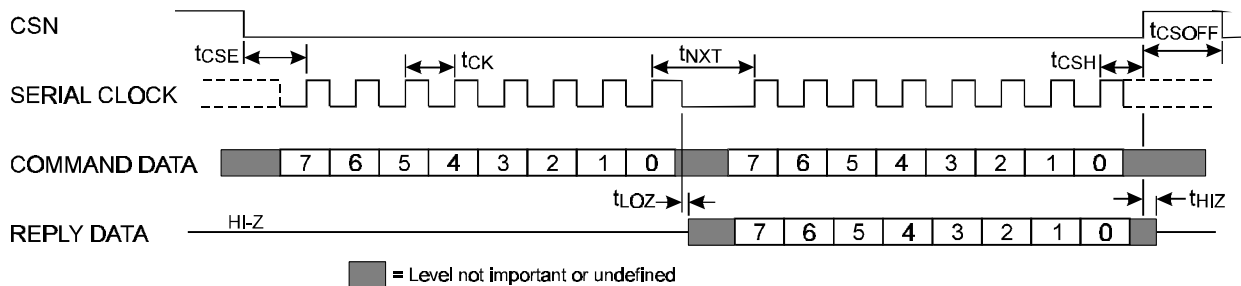 CSN
tCSE
tCK
tNXT
tCSH
tCSOFF
SERIAL CLOCK
COMMAND DATA
7 6 5 4 3 2 1 0
7 6 5 4 3 2 1 0
tLOZ
tHIZ
REPLY DATA
HI-Z
7 6 5 4 3 2 1 0
= Level not important or undefined